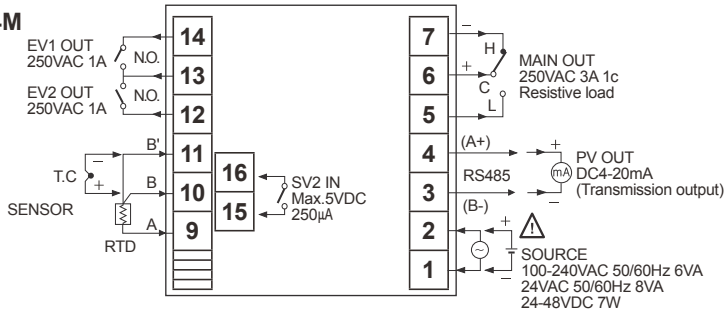 -M
EV1 OUT
250VAC 1A
N.O.
EV2 OUT
250VAC 1A
N.O.
14
13
12
11
10
9
16
15
B'
B
A
−
T.C
+
SENSOR
RTD
SV2 IN
Max.5VDC
250µA
7
6
5
4
3
2
1
−
H
+
C
L
MAIN OUT
250VAC 3A 1c
Resistive load
(A+)
RS485
(B-)
+
mA
−
PV OUT
DC4-20mA
(Transmission output)
~
+
−
!
SOURCE
100-240VAC 50/60Hz 6VA
24VAC 50/60Hz 8VA
24-48VDC 7W